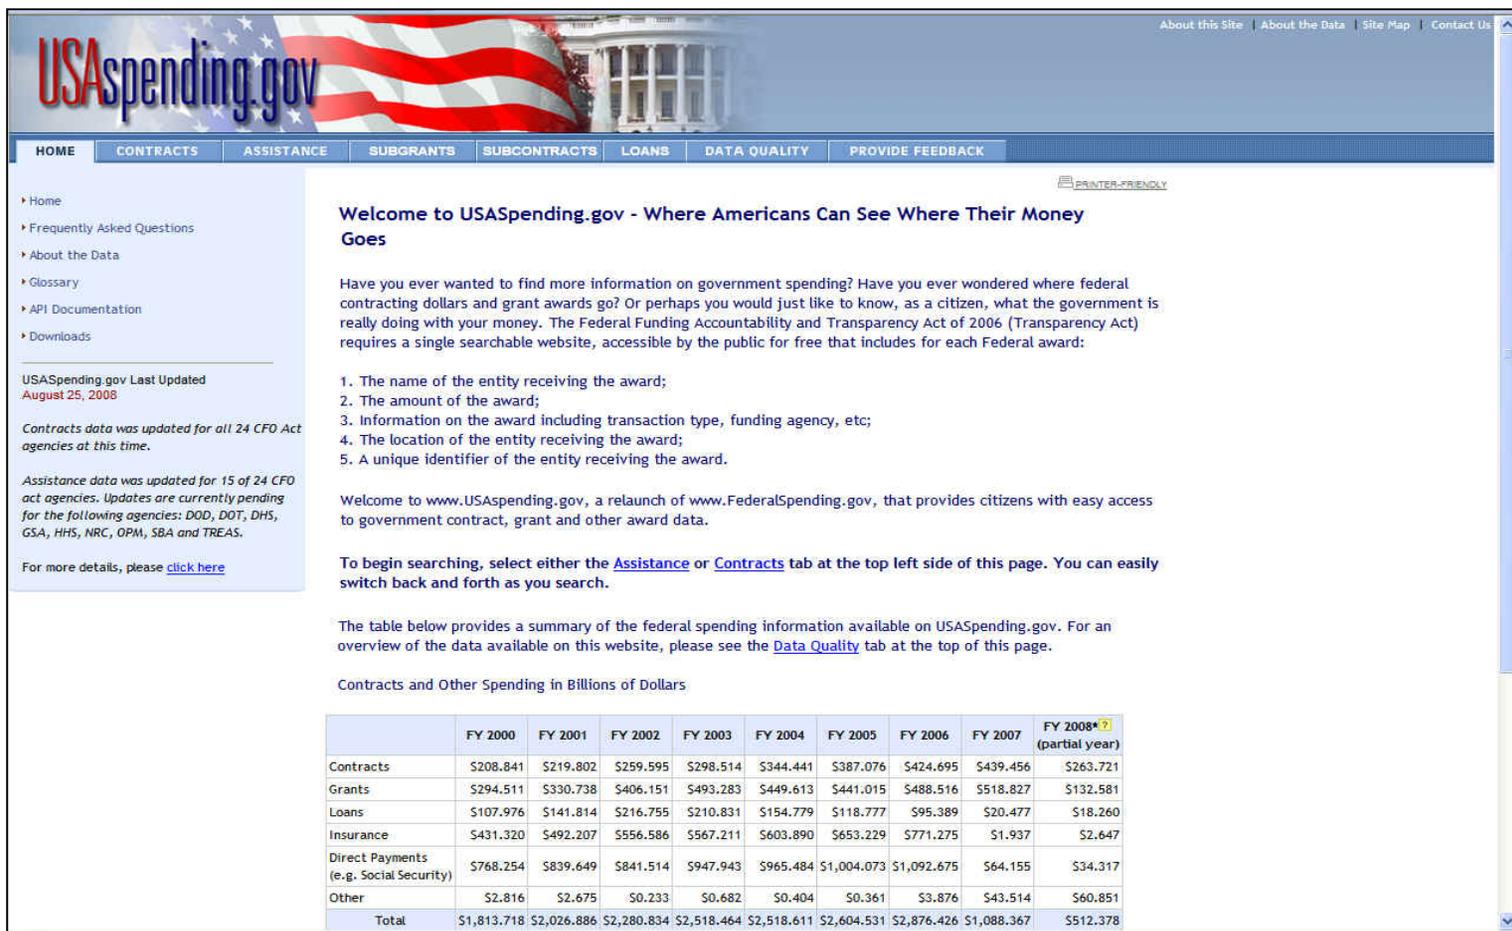 About this Site | About the Data | Site Map | Contact Us
USAspending.gov
HOME CONTRACTS ASSISTANCE SUBGRANTS SUBCONTRACTS LOANS DATA QUALITY PROVIDE FEEDBACK
Home
Frequently Asked Questions
About the Data
Glossary
API Documentation
Downloads
USASpending.gov Last Updated
August 25, 2008
Contracts data was updated for all 24 CFO Act
agencies at this time.
Assistance data was updated for 15 of 24 CFO
act agencies. Updates are currently pending
for the following agencies: DOD, DOT, DHS,
GSA, HHS, NRC, OPM, SBA and TREAS.
For more details, please click here
PRINTER-FRIENDLY
Welcome to USASpending.gov - Where Americans Can See Where Their Money
Goes
Have you ever wanted to find more information on government spending? Have you ever wondered where federal
contracting dollars and grant awards go? Or perhaps you would just like to know, as a citizen, what the government is
really doing with your money. The Federal Funding Accountability and Transparency Act of 2006 (Transparency Act)
requires a single searchable website, accessible by the public for free that includes for each Federal award:
1. The name of the entity receiving the award;
2. The amount of the award;
3. Information on the award including transaction type, funding agency, etc;
4. The location of the entity receiving the award;
5. A unique identifier of the entity receiving the award.
Welcome to www.USAspending.gov, a relaunch of www.FederalSpending.gov, that provides citizens with easy access
to government contract, grant and other award data.
To begin searching, select either the Assistance or Contracts tab at the top left side of this page. You can easily
switch back and forth as you search.
The table below provides a summary of the federal spending information available on USASpending.gov. For an
overview of the data available on this website, please see the Data Quality tab at the top of this page.
Contracts and Other Spending in Billions of Dollars
FY 2000 FY 2001 FY 2002 FY 2003 FY 2004 FY 2005 FY 2006 FY 2007 FY 2008* ?
(partial year)
Contracts $208.841 $219.802 $259.595 $298.514 $344.441 $387.076 $424.695 $439.456 $263.721
Grants $294.511 $330.738 $406.151 $493.283 $449.613 $441.015 $488.516 $518.827 $132.581
Loans $107.976 $141.814 $216.755 $210.831 $154.779 $118.777 $95.389 $20.477 $18.260
Insurance $431.320 $492.207 $556.586 $567.211 $603.890 $653.229 $771.275 $1.937 $2.647
Direct Payments
(e.g. Social Security) $768.254 $839.649 $841.514 $947.943 $965.484 $1,004.073 $1,092.675 $64.155 $34.317
Other $2.816 $2.675 $0.233 $0.682 $0.404 $0.361 $3.876 $43.514 $60.851
Total $1,813.718 $2,026.886 $2,280.834 $2,518.464 $2,518.611 $2,604.531 $2,876.426 $1,088.367 $512.378